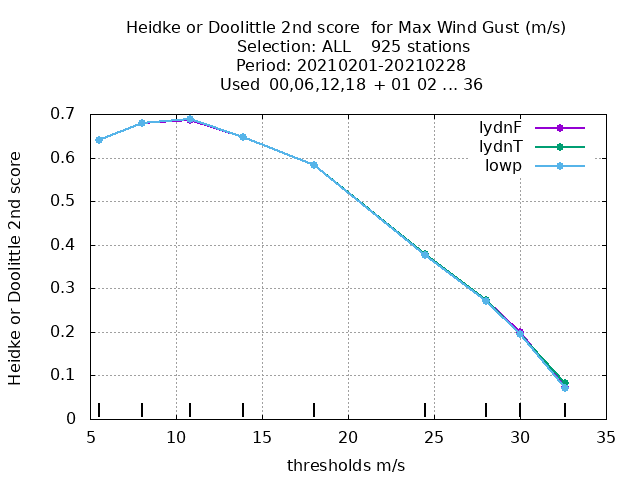 Heidke or Doolittle 2nd score  for Max Wind Gust (m/s)
Selection: ALL    925 stations
Period: 20210201-20210228
Used  00,06,12,18  + 01 02 ... 36
Heidke or Doolittle 2nd score
0.7
0.6
0.5
0.4
0.3
0.2
0.1
0
lydnF
lydnT
lowp
5 10 15 20 25 30 35
thresholds m/s